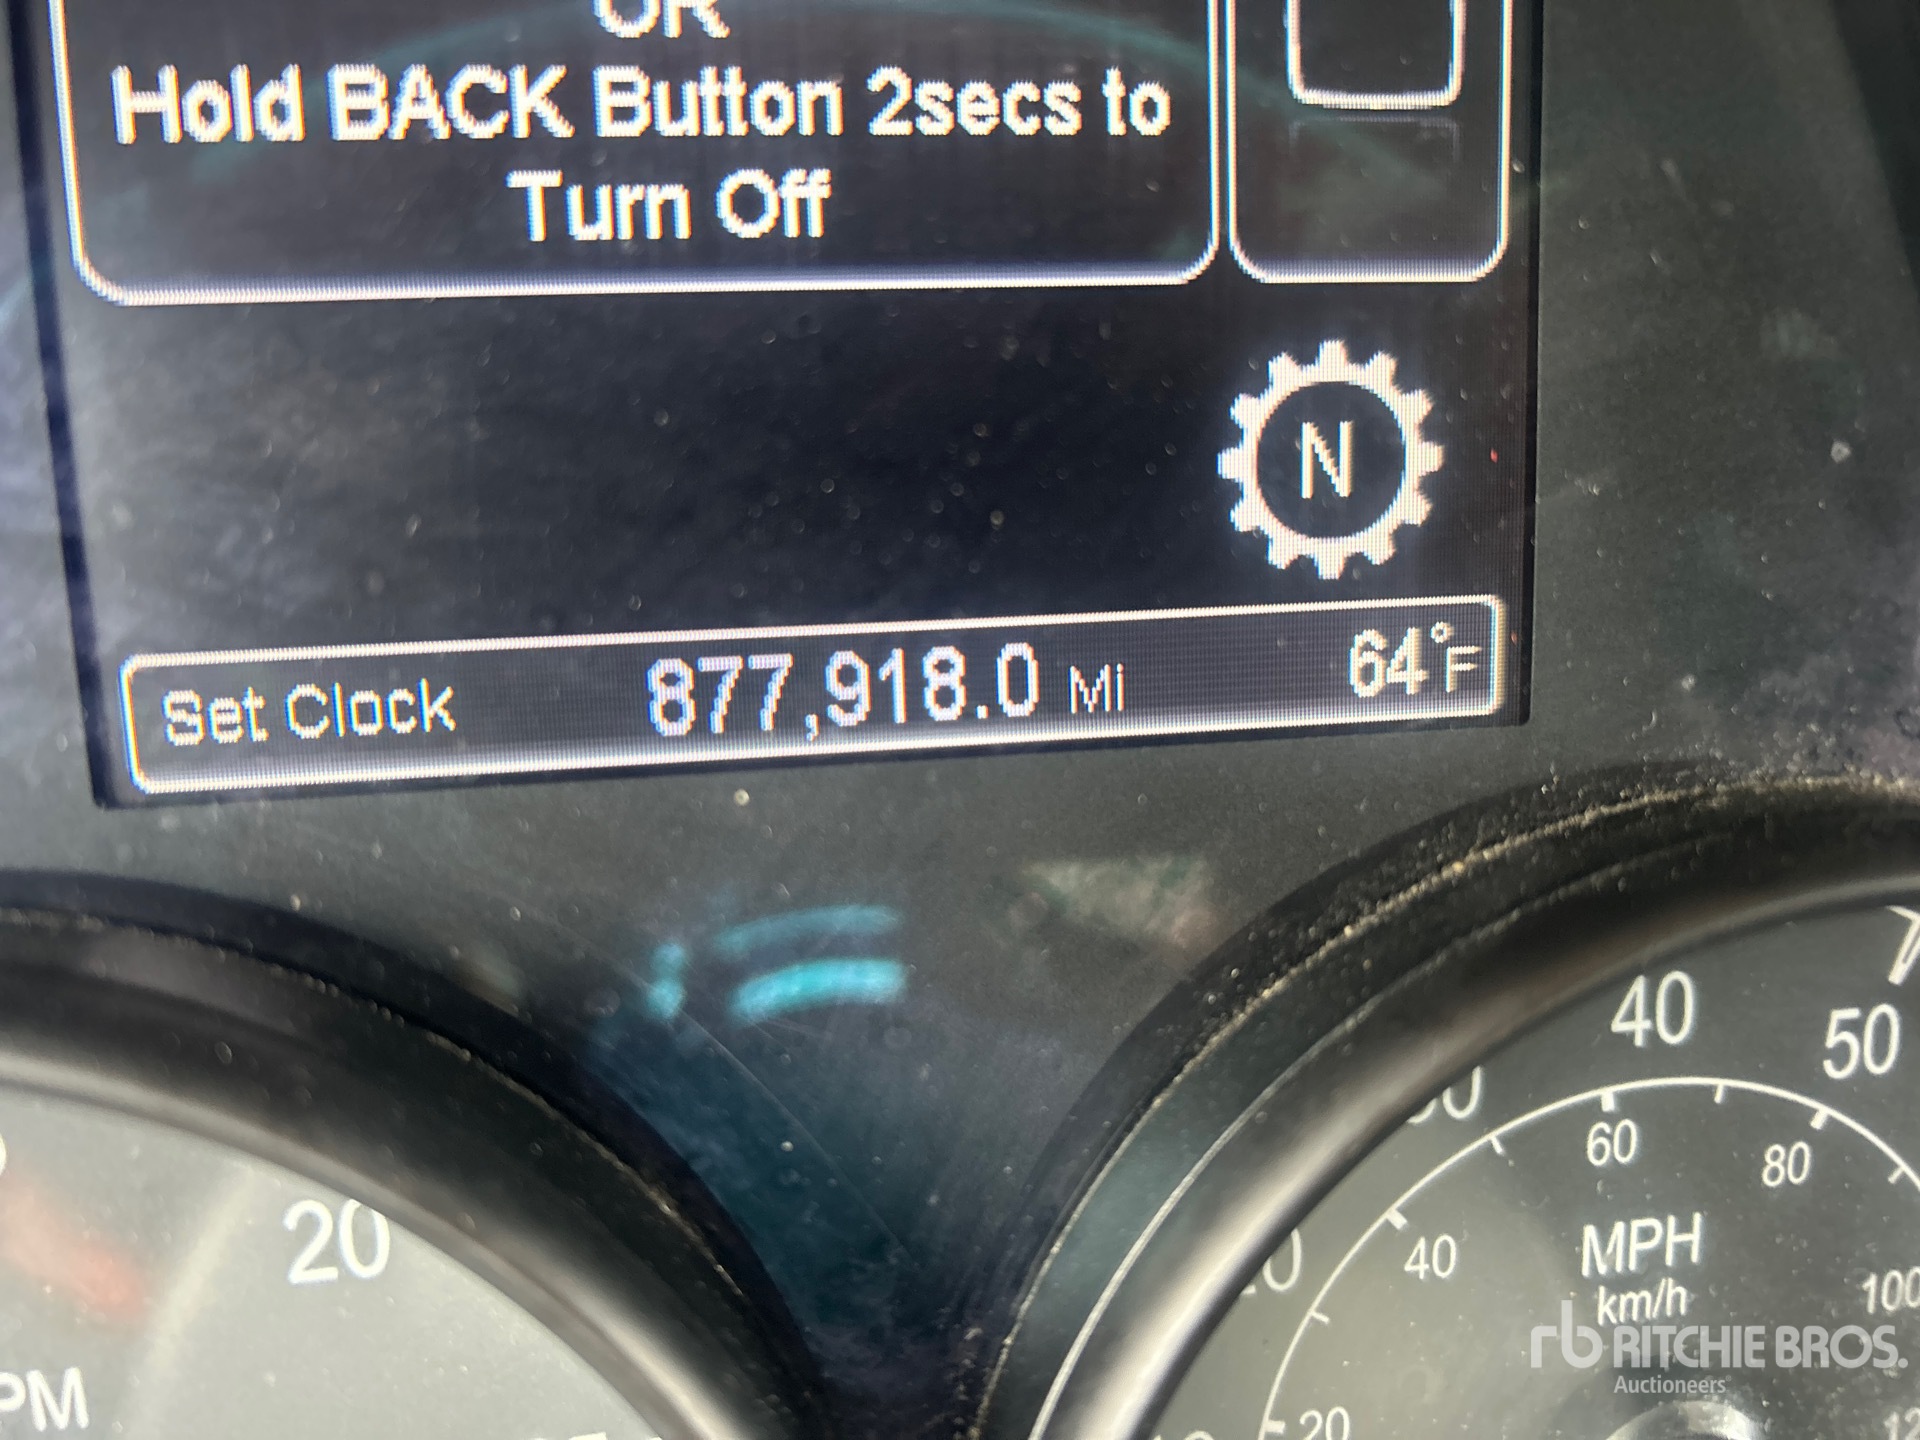 OR
Hold BACK Button 2secs to
Turn Off
N
Set Clock 877,918.0 Mi 64°F
40
50
60
80
20
40
MPH
km/h
100
20
rb RITCHIE BROS.
Auctioneers